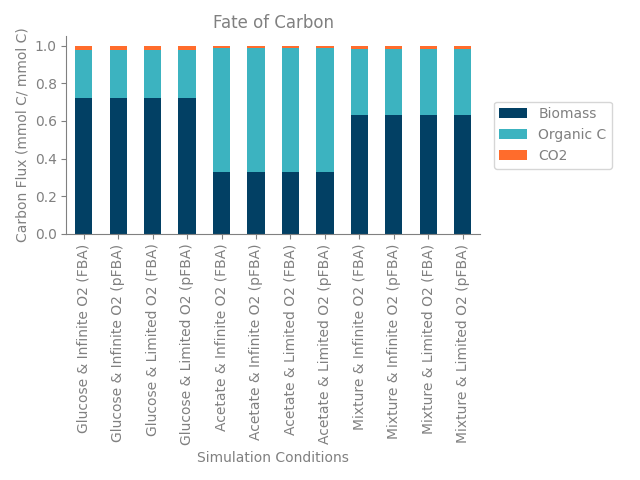 Fate of Carbon
Carbon Flux (mmol C/ mmol C)
1.0
0.8
0.6
0.4
0.2
0.0
Biomass
Organic C
CO2
Glucose & Infinite O2 (FBA)
Glucose & Infinite O2 (pFBA)
Glucose & Limited O2 (FBA)
Glucose & Limited O2 (pFBA)
Acetate & Infinite O2 (FBA)
Acetate & Infinite O2 (pFBA)
Acetate & Limited O2 (FBA)
Acetate & Limited O2 (pFBA)
Mixture & Infinite O2 (FBA)
Mixture & Infinite O2 (pFBA)
Mixture & Limited O2 (FBA)
Mixture & Limited O2 (pFBA)
Simulation Conditions